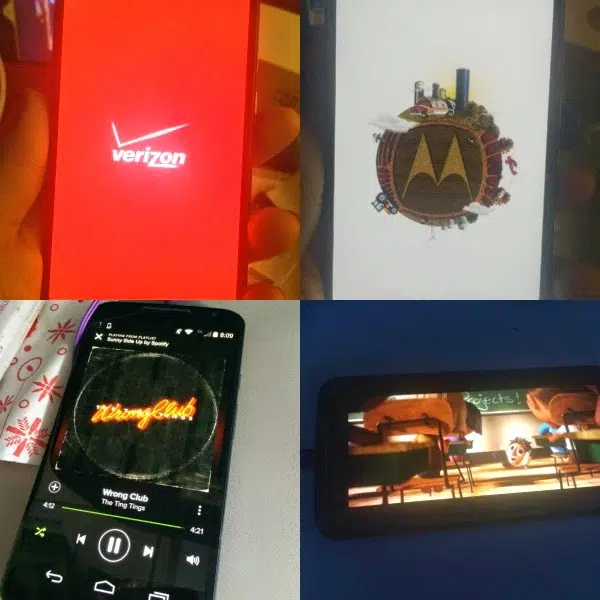 verizon
PLAYING FROM PLAYLIST
Sunny Side Up by Spotify
8:09
Wrong Club
Wrong Club
The Ting Tings
4:12
4:21
ojects!